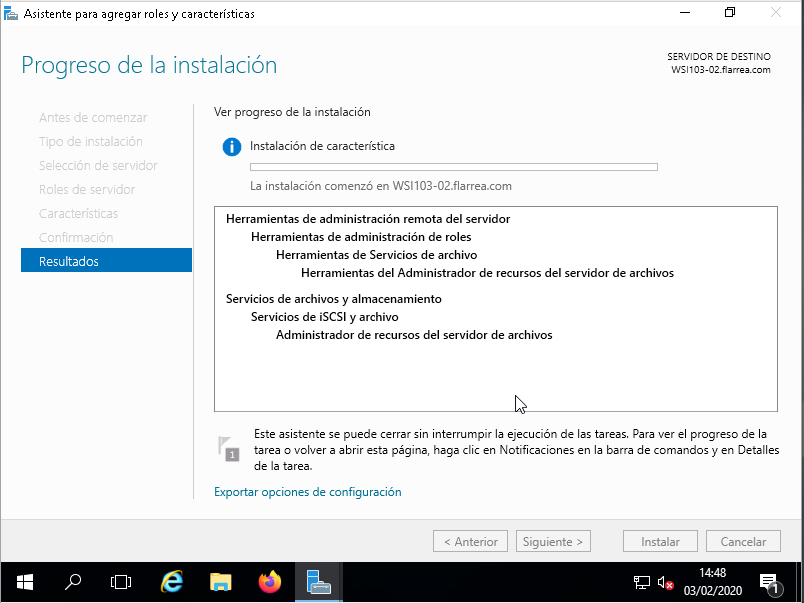 Asistente para agregar roles y características
Progreso de la instalación
SERVIDOR DE DESTINO
WSI103-02.flarrea.com
Antes de comenzar
Tipo de instalación
Selección de servidor
Roles de servidor
Características
Confirmación
Resultados
Ver progreso de la instalación
Instalación de característica
La instalación comenzó en WSI103-02.flarrea.com
Herramientas de administración remota del servidor
Herramientas de administración de roles
Herramientas de Servicios de archivo
Herramientas del Administrador de recursos del servidor de archivos
Servicios de archivos y almacenamiento
Servicios de iSCSI y archivo
Administrador de recursos del servidor de archivos
1
Este asistente se puede cerrar sin interrumpir la ejecución de las tareas. Para ver el progreso de la
tarea o volver a abrir esta página, haga clic en Notificaciones en la barra de comandos y en Detalles
de la tarea.
Exportar opciones de configuración
< Anterior
Siguiente >
Instalar
Cancelar
14:48
03/02/2020
1